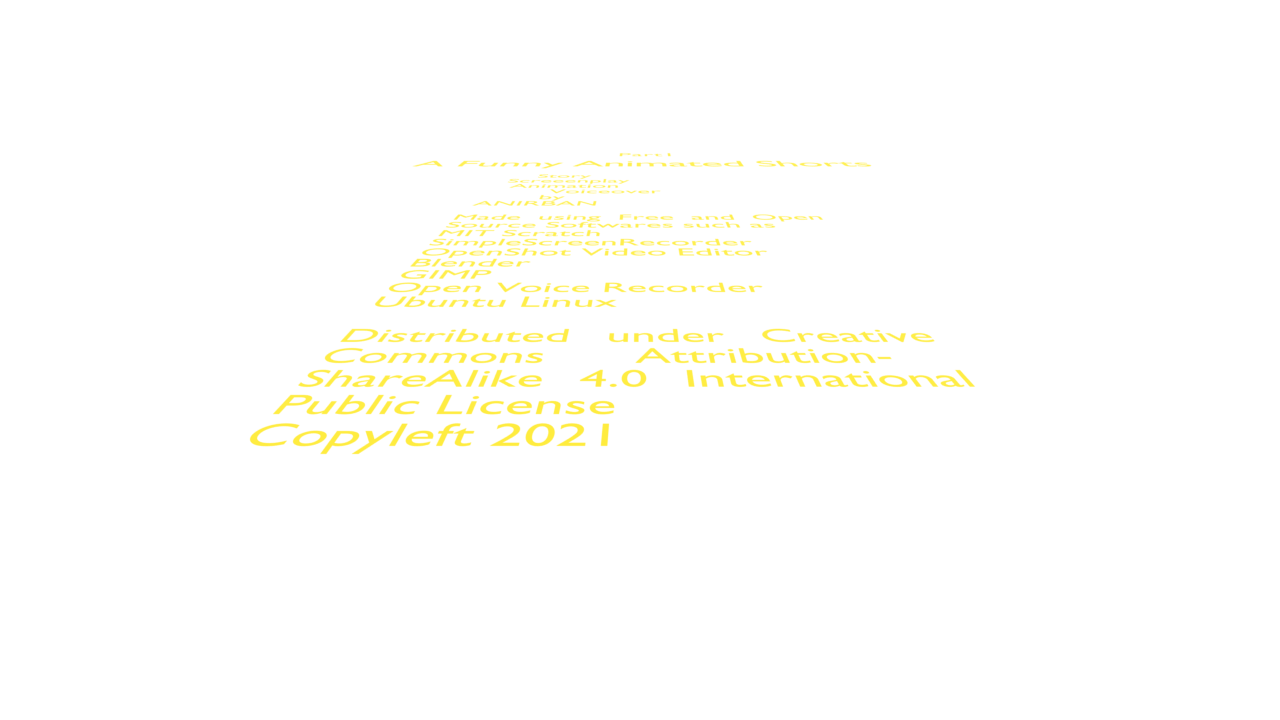 Part1
A Funny Animated Shorts
Story
Screeenplay
Animation
Voiceover
by
ANIRBAN
Made using Free and Open
Source Softwares such as
MIT Scratch
SimpleScreenRecorder
OpenShot Video Editor
Blender
GIMP
Open Voice Recorder
Ubuntu Linux
Distributed under Creative
Commons Attribution-
ShareAlike 4.0 International
Public License
Copyleft 2021